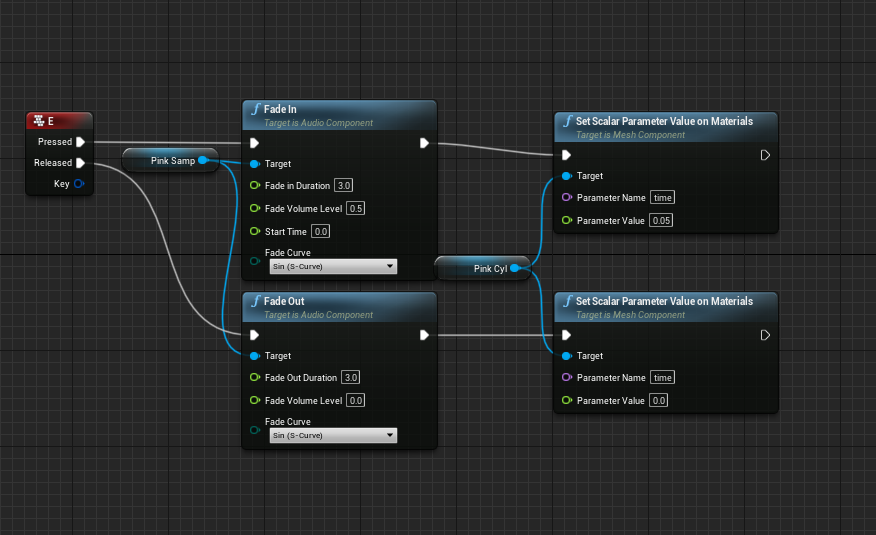 E
Pressed
Released
Key
Pink Samp
Fade In
Target is Audio Component
Target
Fade in Duration 3.0
Fade Volume Level 0.5
Start Time 0.0
Fade Curve
Sin (S-Curve)
Fade Out
Target is Audio Component
Target
Fade Out Duration 3.0
Fade Volume Level 0.0
Fade Curve
Sin (S-Curve)
Pink Cyl
Set Scalar Parameter Value on Materials
Target is Mesh Component
Target
Parameter Name time
Parameter Value 0.05
Set Scalar Parameter Value on Materials
Target is Mesh Component
Target
Parameter Name time
Parameter Value 0.0